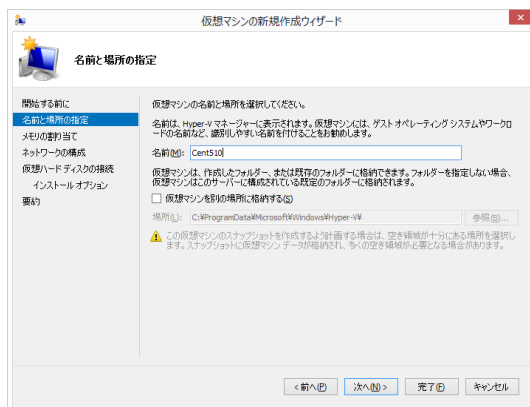 仮想マシンの新規作成ウィザード
名前と場所の指定
開始する前に
名前と場所の指定
メモリの割り当て
ネットワークの構成
仮想ハード ディスクの接続
インストール オプション
要約
仮想マシンの名前と場所を選択してください。
名前は、Hyper-V マネージャーに表示されます。仮想マシンには、ゲスト オペレーティング システムやワークロ
ードの名前など、識別しやすい名前を付けることをお勧めします。
名前(M): Cent510
仮想マシンは、作成したフォルダー、または既存のフォルダーに格納できます。フォルダーを指定しない場合、
仮想マシンはこのサーバーに構成されている既定のフォルダーに格納されます。
仮想マシンを別の場所に格納する(S)
場所(L): C:¥ProgramData¥Microsoft¥Windows¥Hyper-V¥ 参照(B)...
この仮想マシンのスナップショットを作成するよう計画する場合は、空き領域が十分にある場所を選択し
ます。スナップショットに仮想マシン データが格納され、多くの空き領域が必要となる場合があります。
< 前へ(P) 次へ(N) > 完了(F) キャンセル